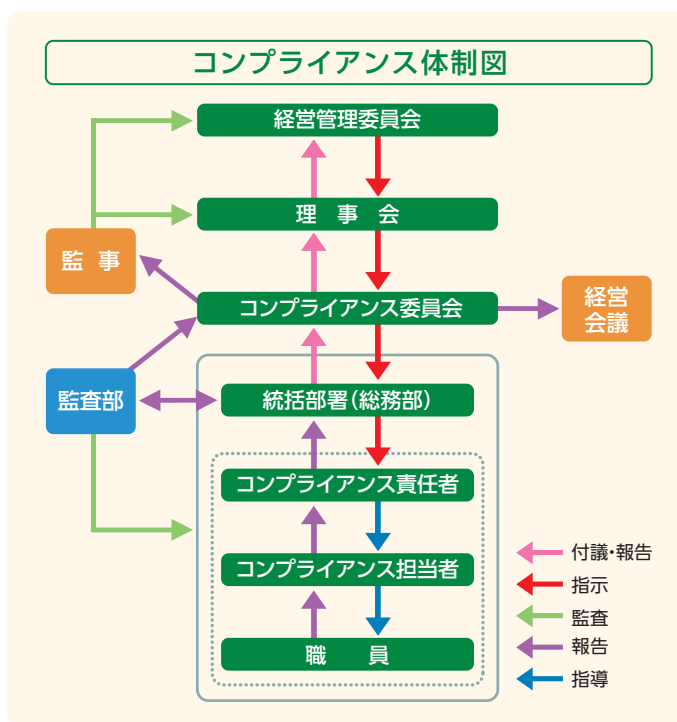 コンプライアンス体制図
経営管理委員会
理　事　会
監　事
コンプライアンス委員会
経営
会議
監査部
統括部署（総務部）
コンプライアンス責任者
コンプライアンス担当者
職　　員
付議・報告
指示
監査
報告
指導